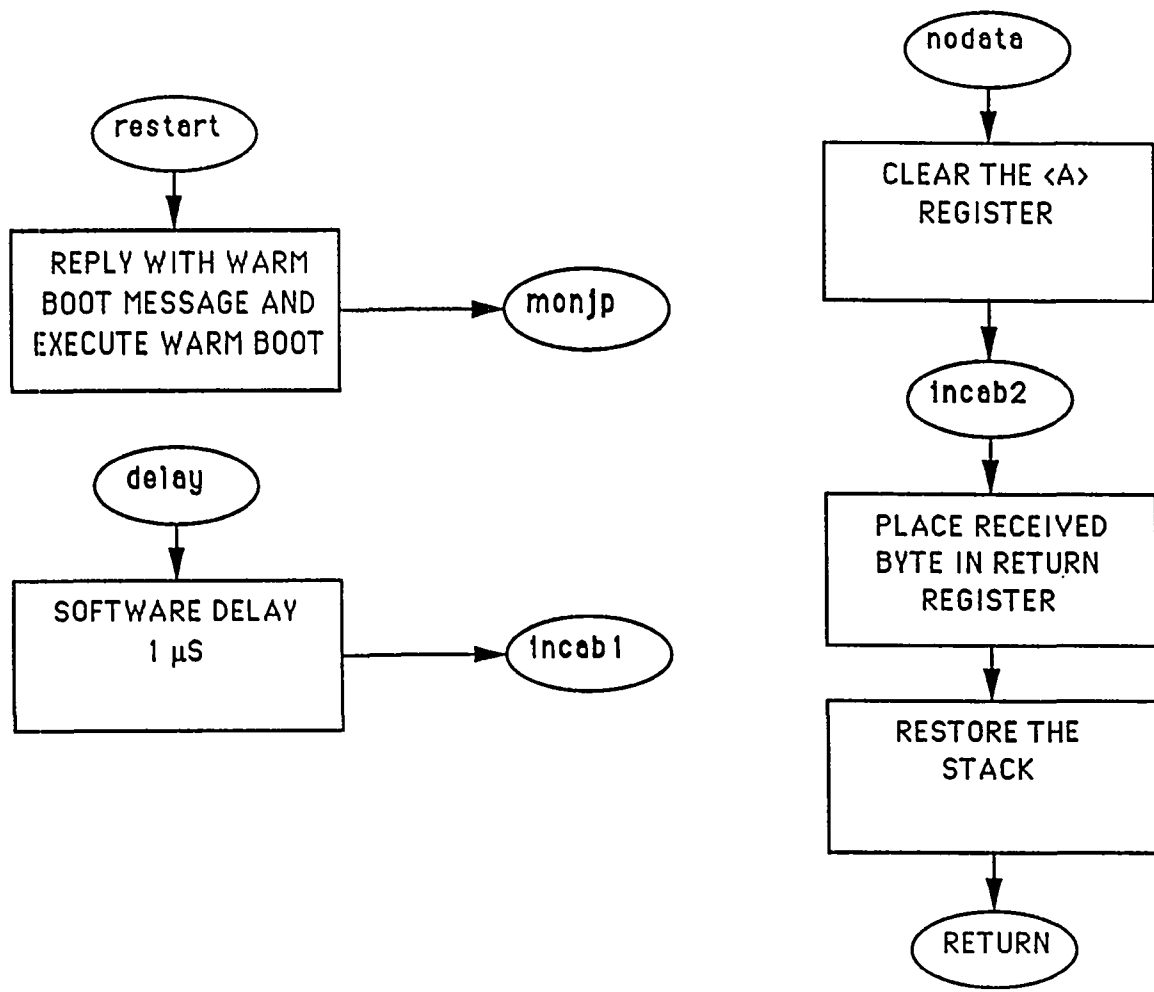 restart
REPLY WITH WARM
BOOT MESSAGE AND
EXECUTE WARM BOOT
monjp
delay
SOFTWARE DELAY
1 µS
incab1
nodata
CLEAR THE <A>
REGISTER
incab2
PLACE RECEIVED
BYTE IN RETURN
REGISTER
RESTORE THE
STACK
RETURN